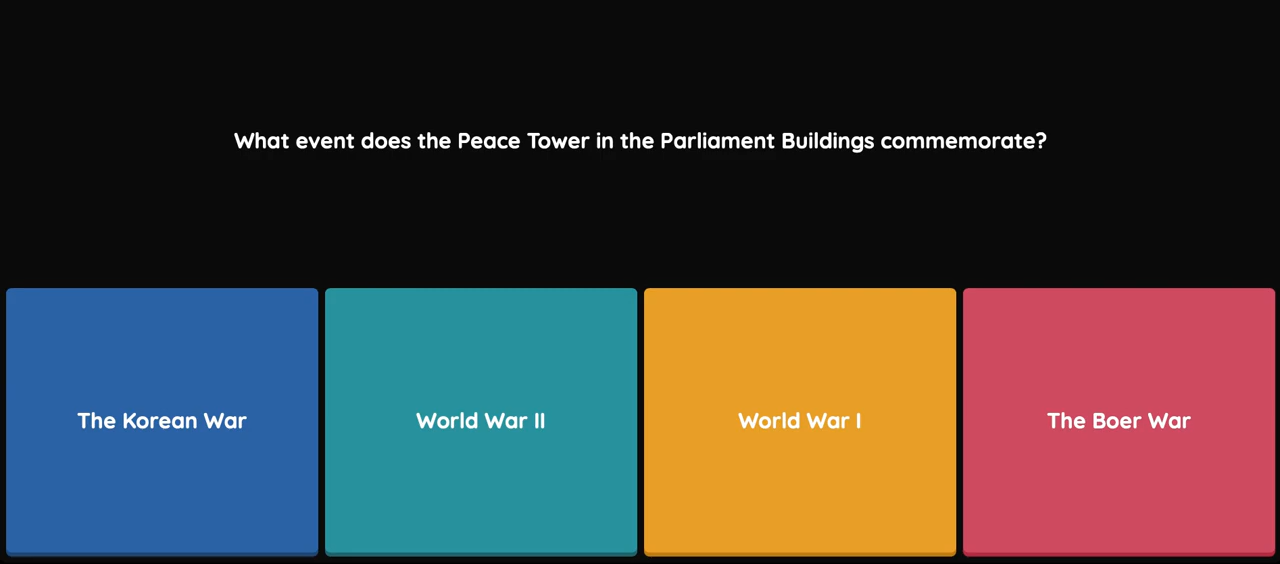 What event does the Peace Tower in the Parliament Buildings commemorate?
The Korean War
World War II
World War I
The Boer War